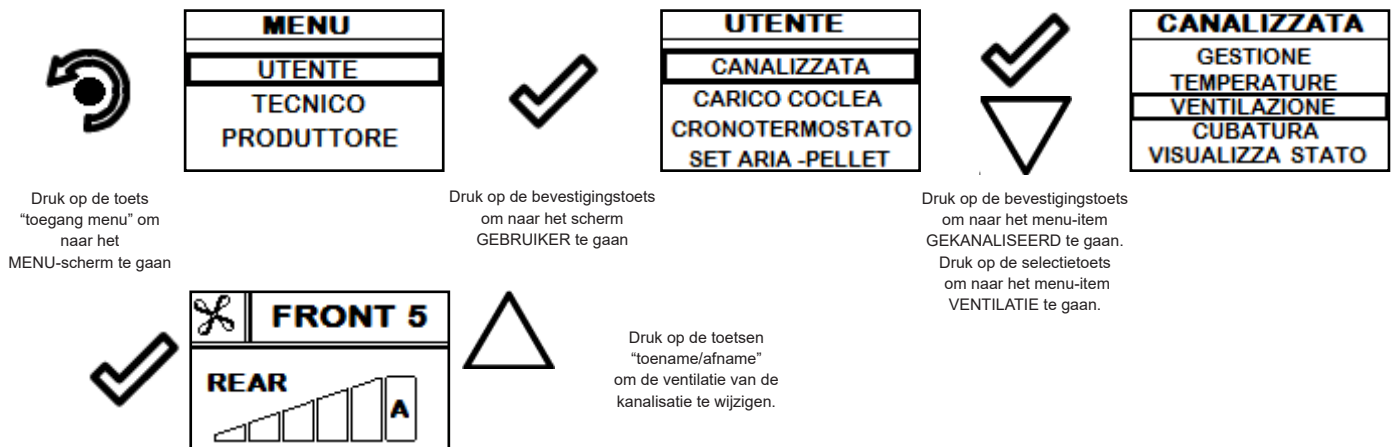 MENU
UTENTE
TECNICO
PRODUTTORE
UTENTE
CANALIZZATA
CARICO COCLEA
CRONOTERMOSTATO
SET ARIA -PELLET
CANALIZZATA
GESTIONE
TEMPERATURE
VENTILAZIONE
CUBATURA
VISUALIZZA STATO
Druk op de toets
“toegang menu” om
naar het
MENU-scherm te gaan
Druk op de bevestigingstoets
om naar het scherm
GEBRUIKER te gaan
Druk op de bevestigingstoets
om naar het menu-item
GEKANALISEERD te gaan.
Druk op de selectietoets
om naar het menu-item
VENTILATIE te gaan.
FRONT 5
REAR
A
Druk op de toetsen
“toename/afname”
om de ventilatie van de
kanalisatie te wijzigen.